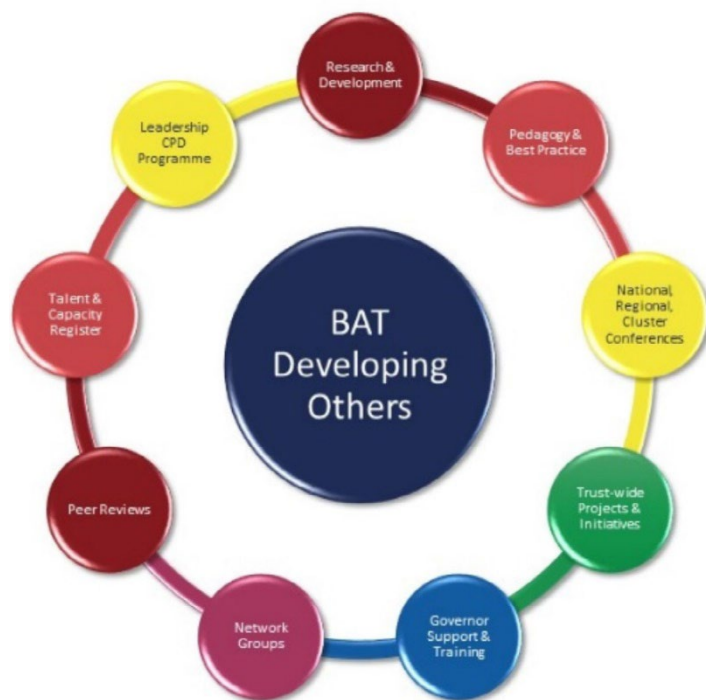 Research &
Development
Pedagogy &
Best Practice
National,
Regional,
Cluster
Conferences
Trust-wide
Projects &
Initiatives
Governor
Support &
Training
Network
Groups
Peer Reviews
Talent &
Capacity
Register
Leadership
CPD
Programme
BAT
Developing
Others